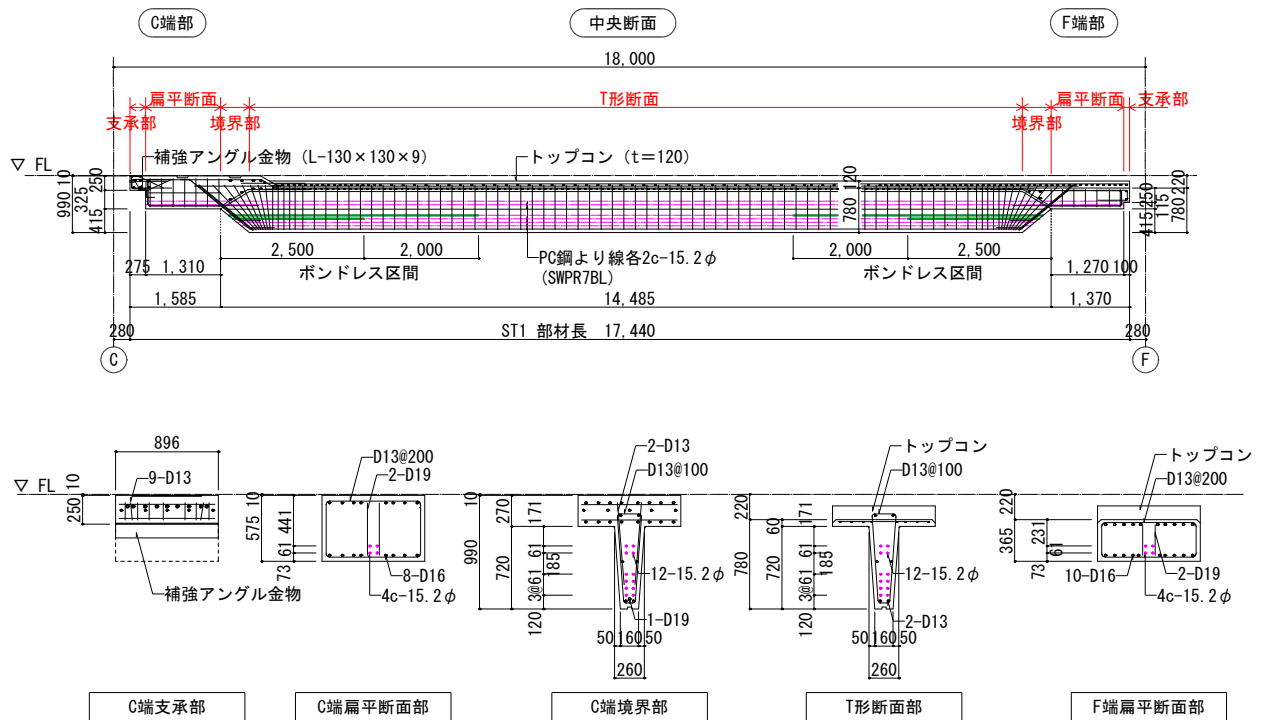 C端部
中央断面
F端部
18,000
扁平断面
T形断面
扁平断面
支承部
支承部
境界部
境界部
▽ FL
補強アングル金物 (L-130×130×9)
トップコン (t=120)
10
250
325
990
415
120
780
220
250
115
415
780
2,500
2,000
2,000
2,500
ボンドレス区間
PC鋼より線各2c-15.2φ
(SWPR7BL)
ボンドレス区間
275
1,310
1,270
100
1,585
14,485
1,370
280
ST1 部材長 17,440
280
C
F
896
9-D13
▽ FL
10
250
補強アングル金物
D13@200
2-D19
10
575
441
61
73
8-D16
4c-15.2φ
2-D13
D13@100
10
990
270
720
171
61
185
3@61
120
12-15.2φ
1-D19
50
160
50
260
トップコン
D13@100
220
780
60
720
171
61
185
3@61
120
12-15.2φ
2-D13
50
160
50
260
トップコン
D13@200
220
365
231
61
73
10-D16
2-D19
4c-15.2φ
C端支承部
C端扁平断面部
C端境界部
T形断面部
F端扁平断面部